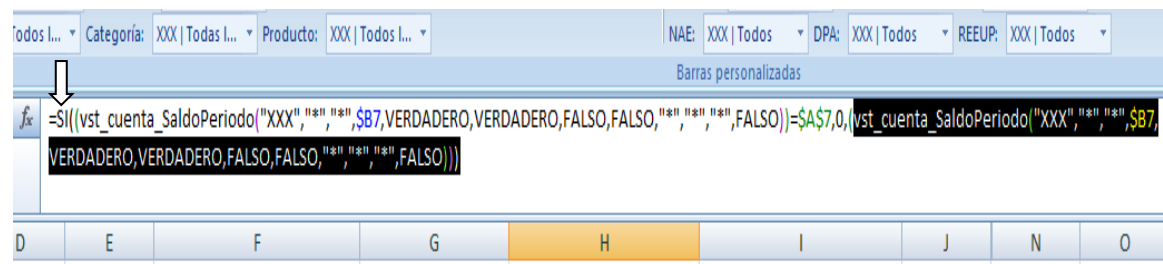 Todos I... Categoría: XXX | Todas l... Producto: XXX | Todos l... NAE: XXX | Todos DPA: XXX | Todos REEUP: XXX | Todos
Barras personalizadas
fx =SI((vst_cuenta_SaldoPeriodo("XXX","*","*",$B7,VERDADERO,VERDADERO,FALSO,FALSO,"*","*","*",FALSO))=$A$7,0,(vst_cuenta_SaldoPeriodo("XXX","*","*",$B7,
VERDADERO,VERDADERO,FALSO,FALSO,"*","*","*",FALSO)))
D E F G H I J N O